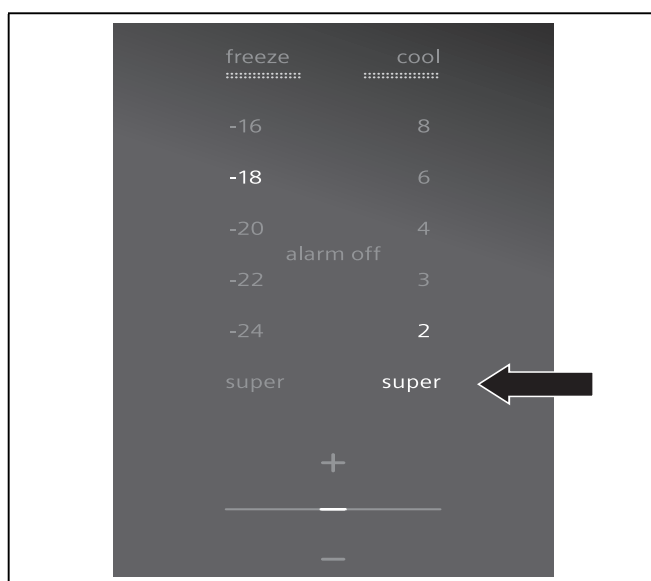 freeze cool
-16 8
-18 6
-20 4
alarm off
-22 3
-24 2
super super
+
–